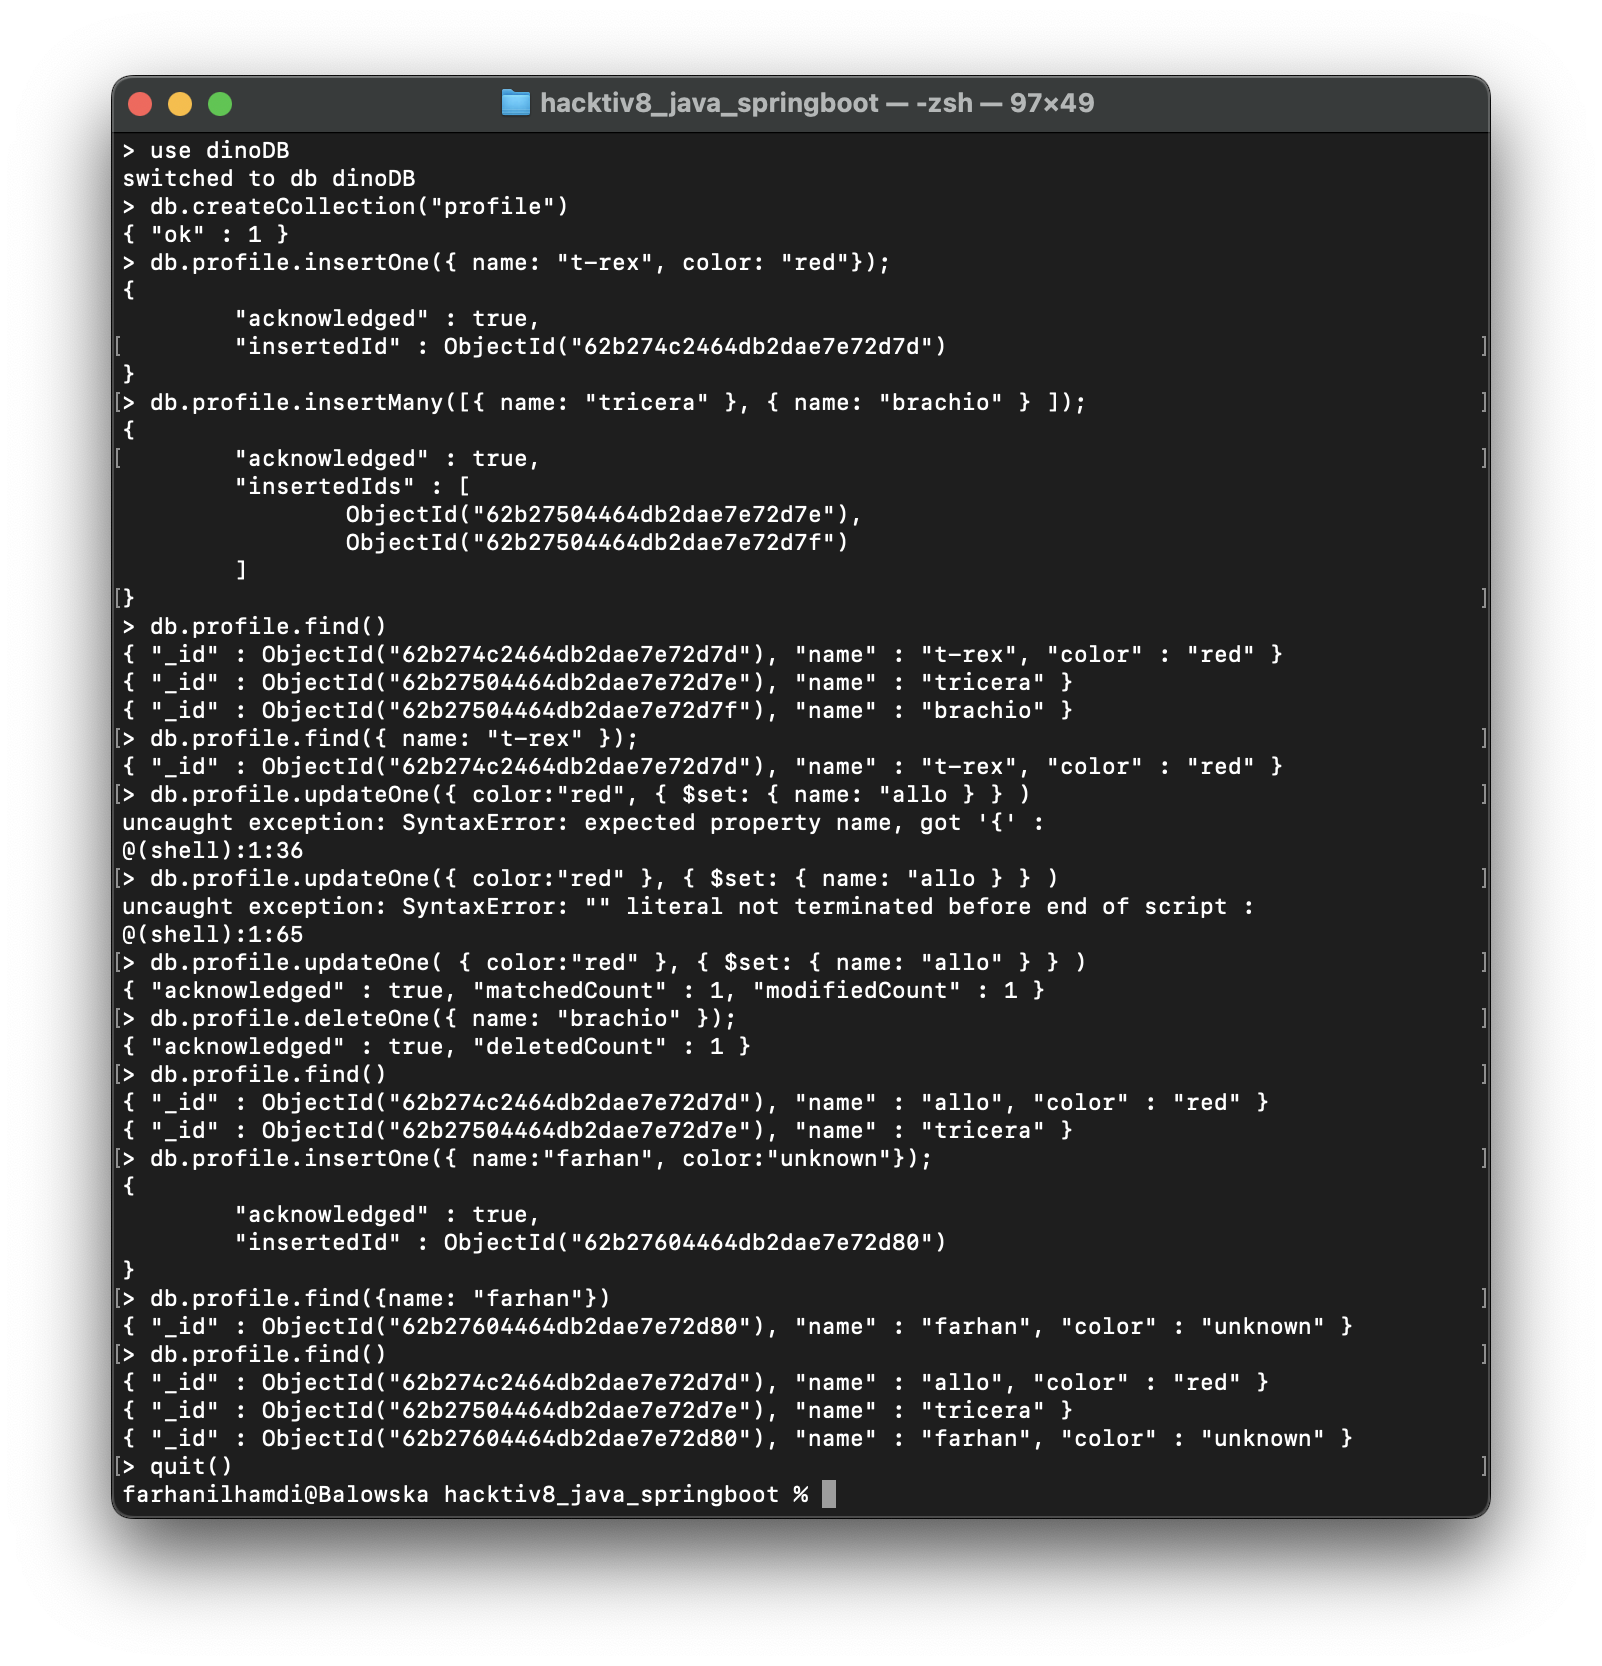 hacktiv8_java_springboot — -zsh — 97×49
> use dinoDB
switched to db dinoDB
> db.createCollection("profile")
{ "ok" : 1 }
> db.profile.insertOne({ name: "t-rex", color: "red"});
{
        "acknowledged" : true,
[        "insertedId" : ObjectId("62b274c2464db2dae7e72d7d") ]
}
[> db.profile.insertMany([{ name: "tricera" }, { name: "brachio" } ]); ]
{
[        "acknowledged" : true, ]
        "insertedIds" : [
                ObjectId("62b27504464db2dae7e72d7e"),
                ObjectId("62b27504464db2dae7e72d7f")
        ]
[} ]
> db.profile.find()
{ "_id" : ObjectId("62b274c2464db2dae7e72d7d"), "name" : "t-rex", "color" : "red" }
{ "_id" : ObjectId("62b27504464db2dae7e72d7e"), "name" : "tricera" }
{ "_id" : ObjectId("62b27504464db2dae7e72d7f"), "name" : "brachio" }
[> db.profile.find({ name: "t-rex" }); ]
{ "_id" : ObjectId("62b274c2464db2dae7e72d7d"), "name" : "t-rex", "color" : "red" }
[> db.profile.updateOne({ color:"red", { $set: { name: "allo } } ) ]
uncaught exception: SyntaxError: expected property name, got '{' :
@(shell):1:36
[> db.profile.updateOne({ color:"red" }, { $set: { name: "allo } } ) ]
uncaught exception: SyntaxError: "" literal not terminated before end of script :
@(shell):1:65
[> db.profile.updateOne( { color:"red" }, { $set: { name: "allo" } } ) ]
{ "acknowledged" : true, "matchedCount" : 1, "modifiedCount" : 1 }
[> db.profile.deleteOne({ name: "brachio" }); ]
{ "acknowledged" : true, "deletedCount" : 1 }
[> db.profile.find() ]
{ "_id" : ObjectId("62b274c2464db2dae7e72d7d"), "name" : "allo", "color" : "red" }
{ "_id" : ObjectId("62b27504464db2dae7e72d7e"), "name" : "tricera" }
[> db.profile.insertOne({ name:"farhan", color:"unknown"}); ]
{
        "acknowledged" : true,
        "insertedId" : ObjectId("62b27604464db2dae7e72d80")
}
[> db.profile.find({name: "farhan"}) ]
{ "_id" : ObjectId("62b27604464db2dae7e72d80"), "name" : "farhan", "color" : "unknown" }
[> db.profile.find() ]
{ "_id" : ObjectId("62b274c2464db2dae7e72d7d"), "name" : "allo", "color" : "red" }
{ "_id" : ObjectId("62b27504464db2dae7e72d7e"), "name" : "tricera" }
{ "_id" : ObjectId("62b27604464db2dae7e72d80"), "name" : "farhan", "color" : "unknown" }
[> quit() ]
farhanilhamdi@Balowska hacktiv8_java_springboot %